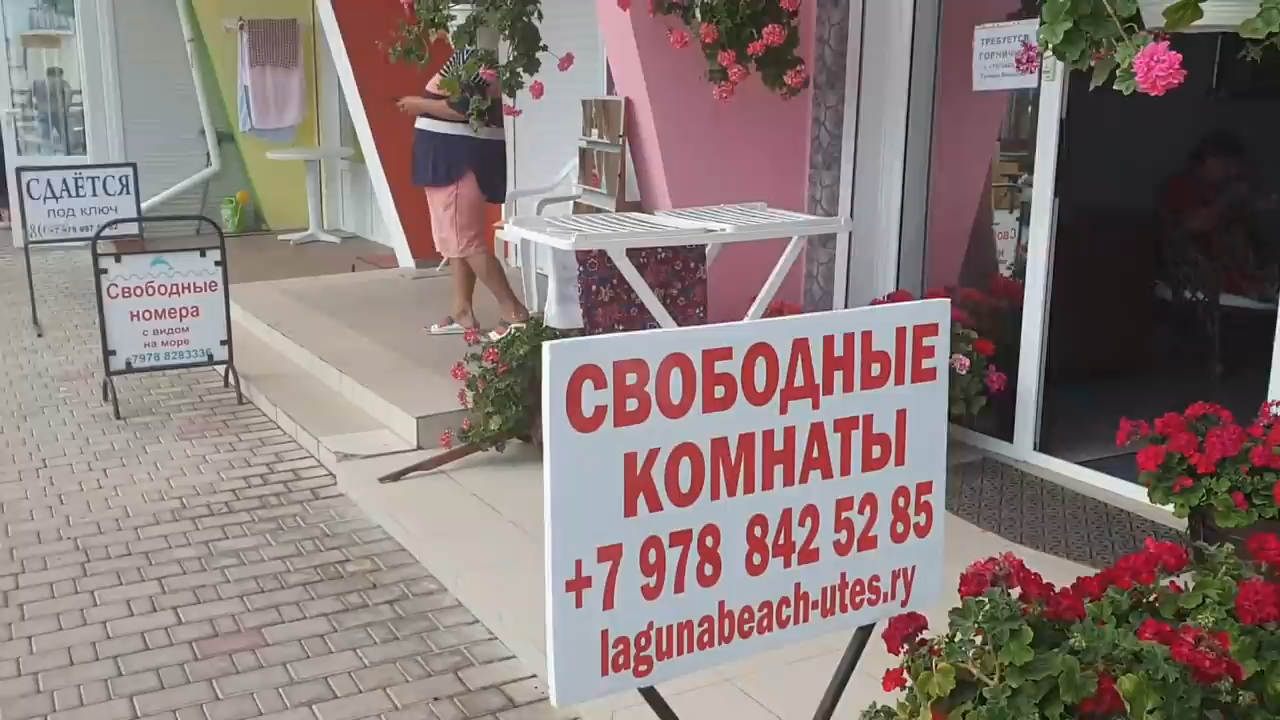 СДАЁТСЯ
ПОД КЛЮЧ
Свободные
номера
с видом
на море
+7978 8283336
ТРЕБУЕТСЯ
СВОБОДНЫЕ
КОМНАТЫ
+7 978 842 52 85
lagunabeach-utes.ry